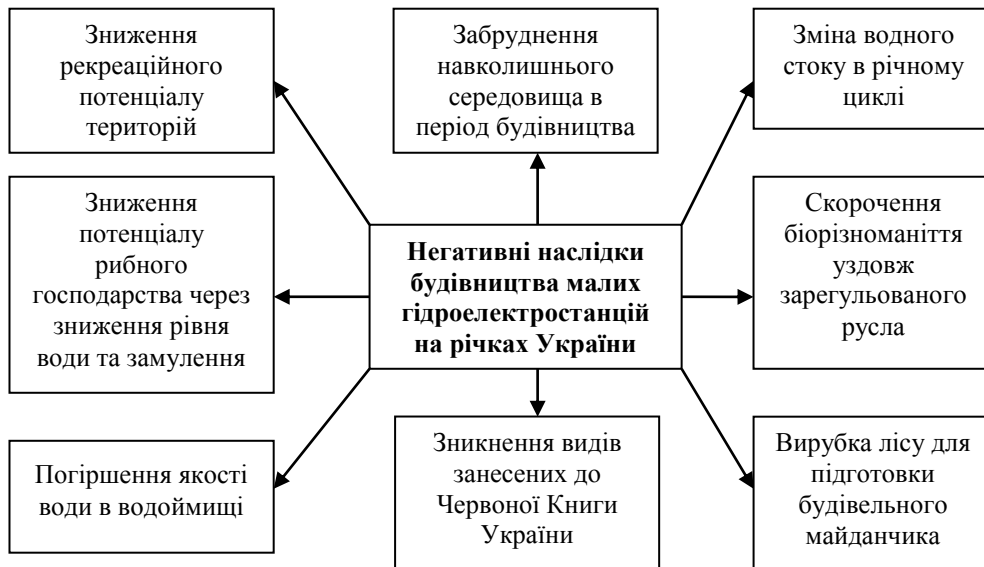 Зниження
рекреаційного
потенціалу
територій
Забруднення
навколишнього
середовища в
період будівництва
Зміна водного
стоку в річному
циклі
Зниження
потенціалу
рибного
господарства через
зниження рівня
води та замулення
Негативні наслідки
будівництва малих
гідроелектростанцій
на річках України
Скорочення
біорізноманіття
уздовж
зарегульованого
русла
Погіршення якості
води в водоймищі
Зникнення видів
занесених до
Червоної Книги
України
Вирубка лісу для
підготовки
будівельного
майданчика